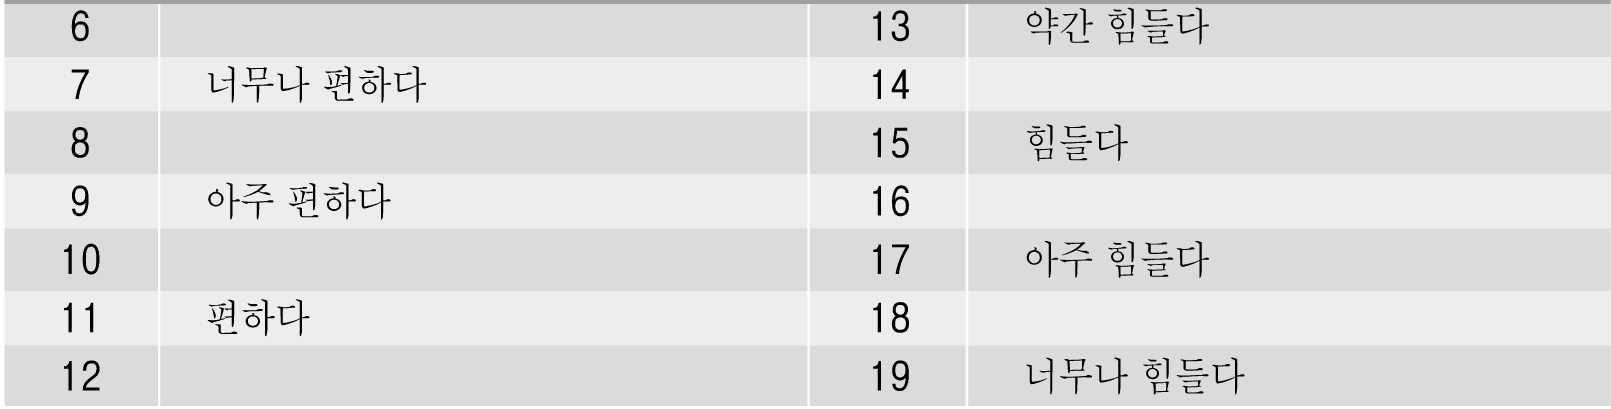 6 13 약간 힘들다
7 너무나 편하다 14
8 15 힘들다
9 아주 편하다 16
10 17 아주 힘들다
11 편하다 18
12 19 너무나 힘들다